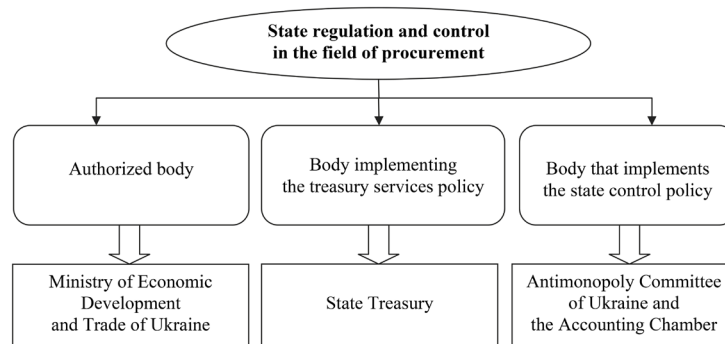 State regulation and control
in the field of procurement
Authorized body
Body implementing
the treasury services policy
Body that implements
the state control policy
Ministry of Economic
Development
and Trade of Ukraine
State Treasury
Antimonopoly Committee
of Ukraine and
the Accounting Chamber